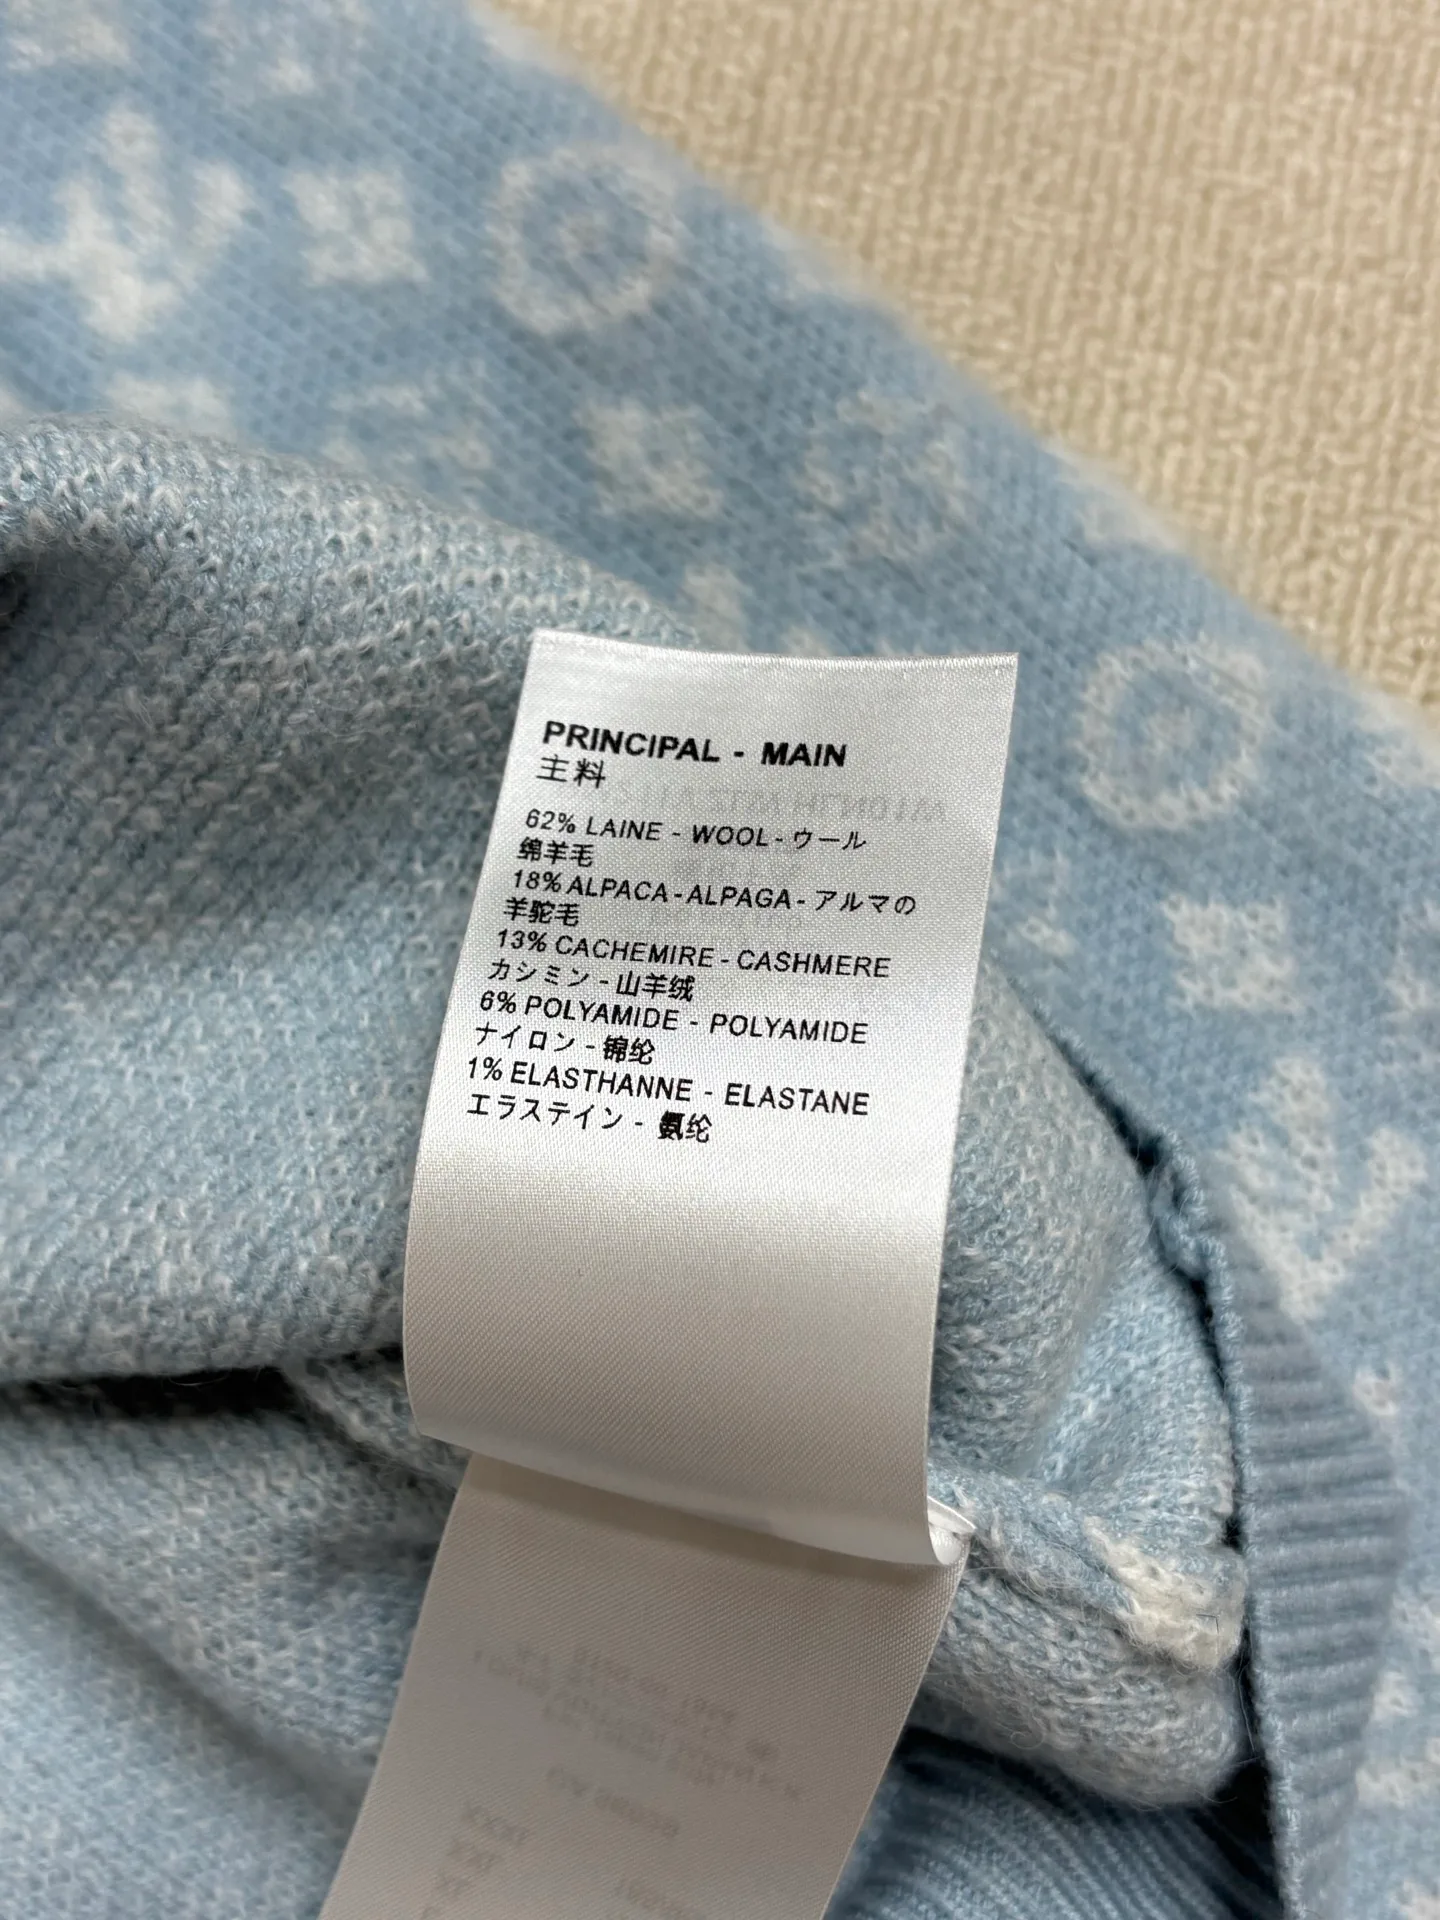 PRINCIPAL - MAIN
主料
62% LAINE - WOOL - ウール
绵羊毛
18% ALPACA - ALPAGA - アルマの
羊驼毛
13% CACHEMIRE - CASHMERE
カシミン - 山羊绒
6% POLYAMIDE - POLYAMIDE
ナイロン - 锦纶
1% ELASTHANNE - ELASTANE
エラステイン - 氨纶